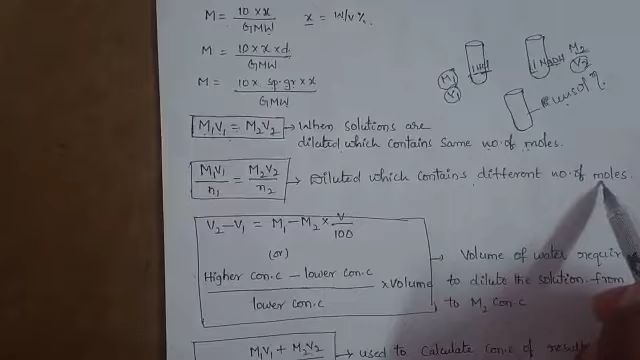 M = 10 × x / GMW   x = W/V%.
M = 10 × x × d / GMW
M = 10 × sp.gr × x / GMW
M1 V1
1 HCl
1 NaOH M2 V2
M1V1 = M2V2 → When solutions are
diluted which contains same no. of moles.
M1V1 / n1 = M2V2 / n2 → Diluted which contains different no. of moles.
V2 − V1 = M1 − M2 × V / 100
(or)
Higher con.c − lower con.c / lower con.c × Volume
→ Volume of water requir
to dilute the solution from
to M2 con.c
M1V1 + M2V2 → used to calculate conc of